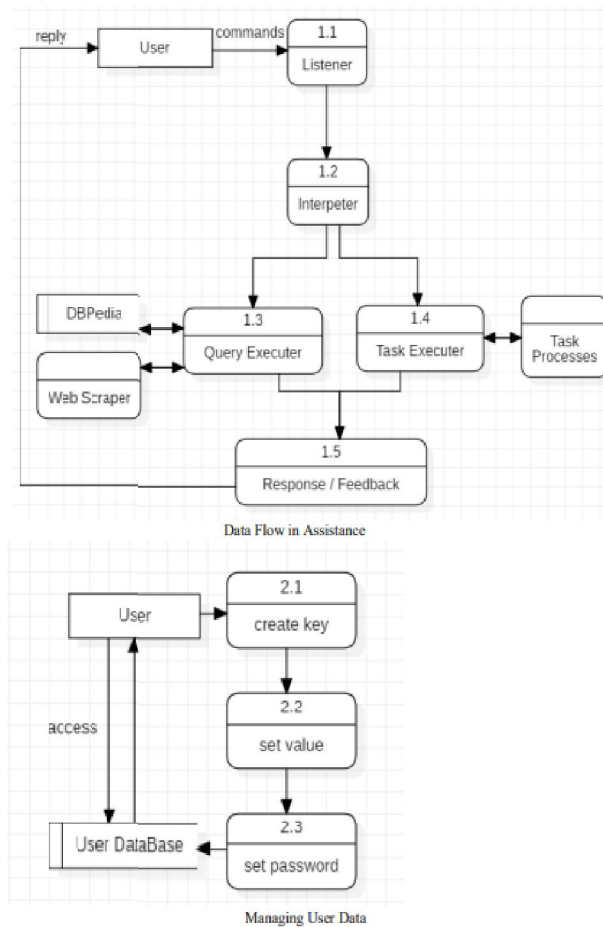 reply
User
commands
1.1
Listener
1.2
Interpeter
DBPedia
1.3
Query Executer
1.4
Task Executer
Task
Processes
Web Scraper
1.5
Response / Feedback
Data Flow in Assistance
User
2.1
create key
access
2.2
set value
User DataBase
2.3
set password
Managing User Data